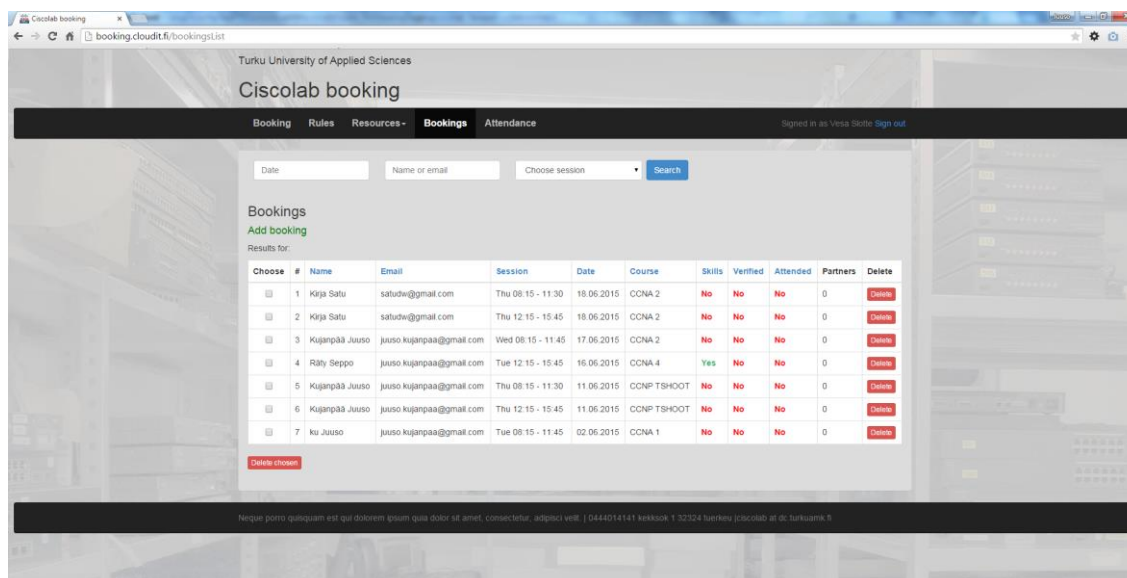 Ciscolab booking
booking.cloudit.fi/bookingsList
Turku University of Applied Sciences
Ciscolab booking
Booking Rules Resources Bookings Attendance Signed in as Vesa Slotte Sign out
Date Name or email Choose session Search
Bookings
Add booking
Results for:
Choose # Name Email Session Date Course Skills Verified Attended Partners Delete
1 Kirja Satu satudw@gmail.com Thu 08:15 - 11:30 18.06.2015 CCNA 2 No No No 0 Delete
2 Kirja Satu satudw@gmail.com Thu 12:15 - 15:45 18.06.2015 CCNA 2 No No No 0 Delete
3 Kujanpää Juuso juuso.kujanpaa@gmail.com Wed 08:15 - 11:45 17.06.2015 CCNA 2 No No No 0 Delete
4 Räty Seppo juuso.kujanpaa@gmail.com Tue 12:15 - 15:45 16.06.2015 CCNA 4 Yes No No 0 Delete
5 Kujanpää Juuso juuso.kujanpaa@gmail.com Thu 08:15 - 11:30 11.06.2015 CCNP TSHOOT No No No 0 Delete
6 Kujanpää Juuso juuso.kujanpaa@gmail.com Thu 12:15 - 15:45 11.06.2015 CCNP TSHOOT No No No 0 Delete
7 ku Juuso juuso.kujanpaa@gmail.com Tue 08:15 - 11:45 02.06.2015 CCNA 1 No No No 0 Delete
Delete chosen
Neque porro quisquam est qui dolorem ipsum quia dolor sit amet, consectetur, adipisci velit. | 0444014141 kekksok 1 32324 tuerkeu |ciscolab at dc.turkuamk.fi